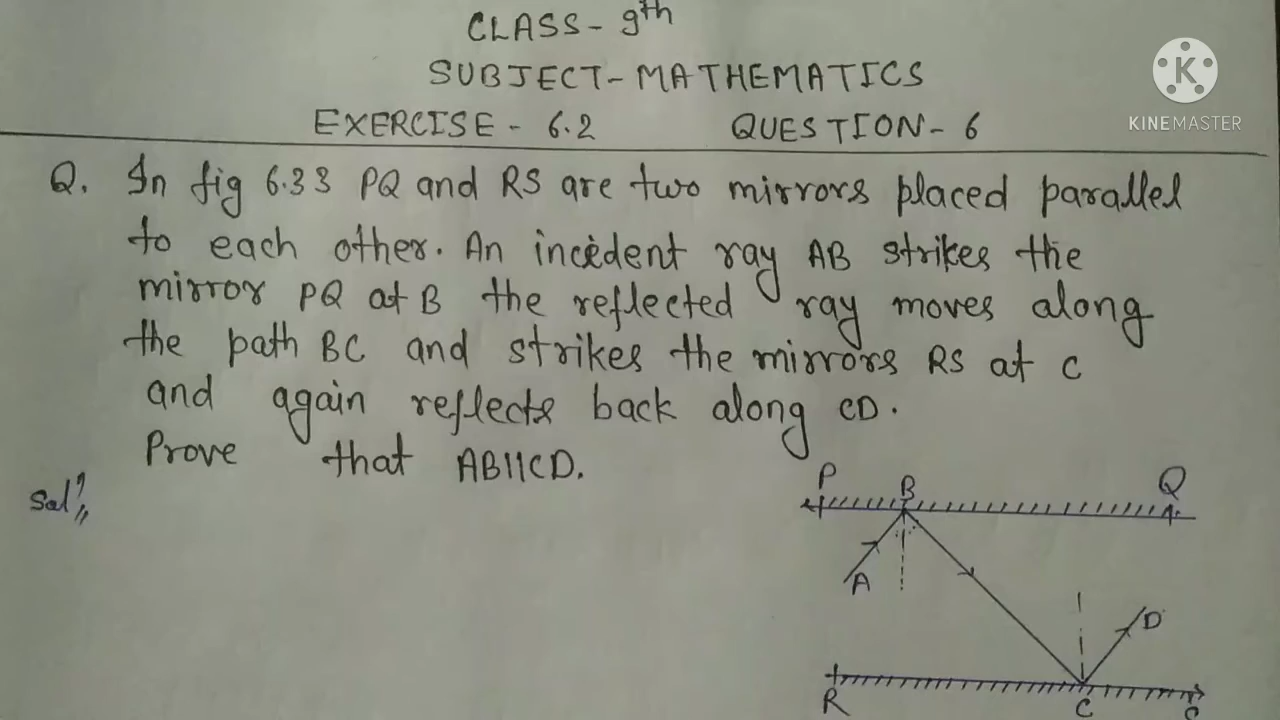 CLASS - 9th
SUBJECT - MATHEMATICS
K
KINEMASTER
EXERCISE - 6.2 QUESTION - 6
Q. In fig 6.33 PQ and RS are two mirrors placed parallel
to each other. An incident ray AB strikes the
mirror PQ at B the reflected ray moves along
the path BC and strikes the mirrors RS at C
and again reflects back along CD.
Prove that AB||CD.
Sol",,
P B Q
A
D
R C S